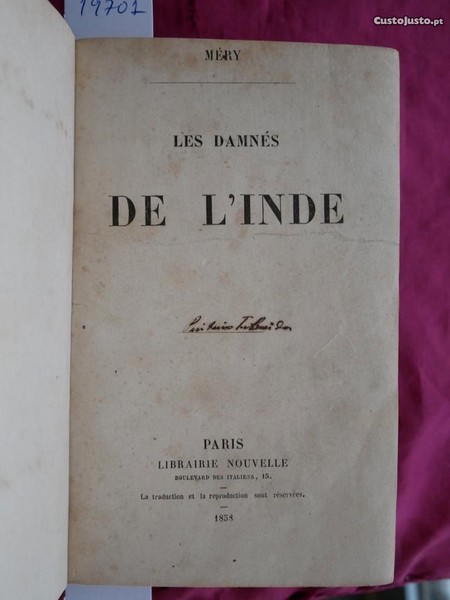 19701
CustoJusto.pt
MÉRY
LES DAMNÉS
DE L'INDE
PARIS
LIBRAIRIE NOUVELLE
BOULEVARD DES ITALIENS, 15.
La traduction et la reproduction sont réservées.
1858